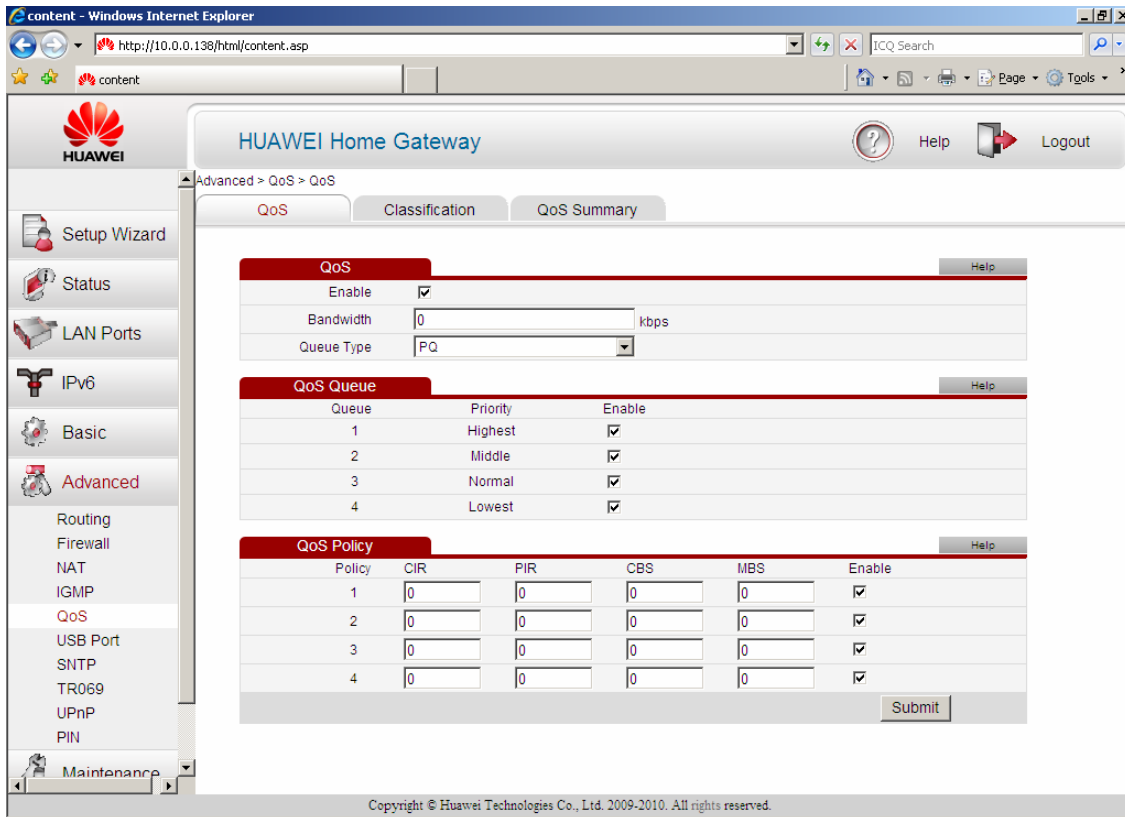 content - Windows Internet Explorer
http://10.0.0.138/html/content.asp
ICQ Search
content
Page
Tools
HUAWEI
HUAWEI Home Gateway
Help
Logout
Advanced > QoS > QoS
QoS
Classification
QoS Summary
Setup Wizard
Status
LAN Ports
IPv6
Basic
Advanced
Routing
Firewall
NAT
IGMP
QoS
USB Port
SNTP
TR069
UPnP
PIN
Maintenance
QoS
Help
Enable
Bandwidth 0 kbps
Queue Type PQ
QoS Queue
Help
Queue Priority Enable
1 Highest
2 Middle
3 Normal
4 Lowest
QoS Policy
Help
Policy CIR PIR CBS MBS Enable
1 0 0 0 0
2 0 0 0 0
3 0 0 0 0
4 0 0 0 0
Submit
Copyright © Huawei Technologies Co., Ltd. 2009-2010. All rights reserved.